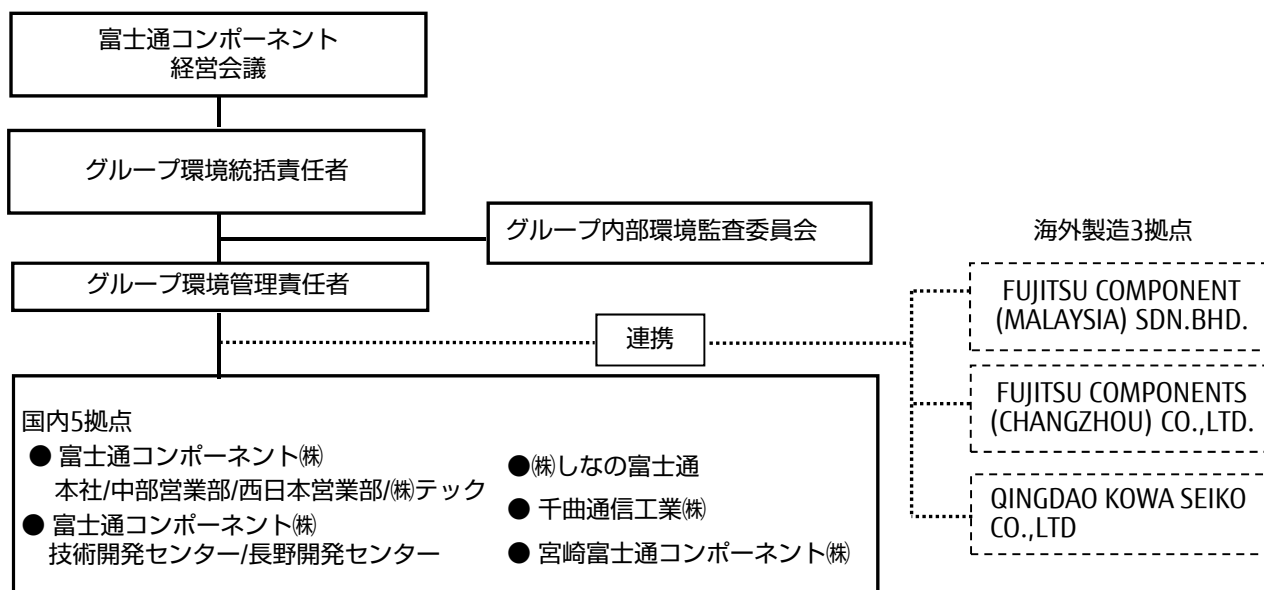 富士通コンポーネント
経営会議
グループ環境統括責任者
グループ内部環境監査委員会
グループ環境管理責任者
連携
海外製造3拠点
FUJITSU COMPONENT
(MALAYSIA) SDN.BHD.
FUJITSU COMPONENTS
(CHANGZHOU) CO.,LTD.
QINGDAO KOWA SEIKO
CO.,LTD
国内5拠点
● 富士通コンポーネント㈱
本社/中部営業部/西日本営業部/㈱テック
● 富士通コンポーネント㈱
技術開発センター/長野開発センター
●㈱しなの富士通
● 千曲通信工業㈱
● 宮崎富士通コンポーネント㈱